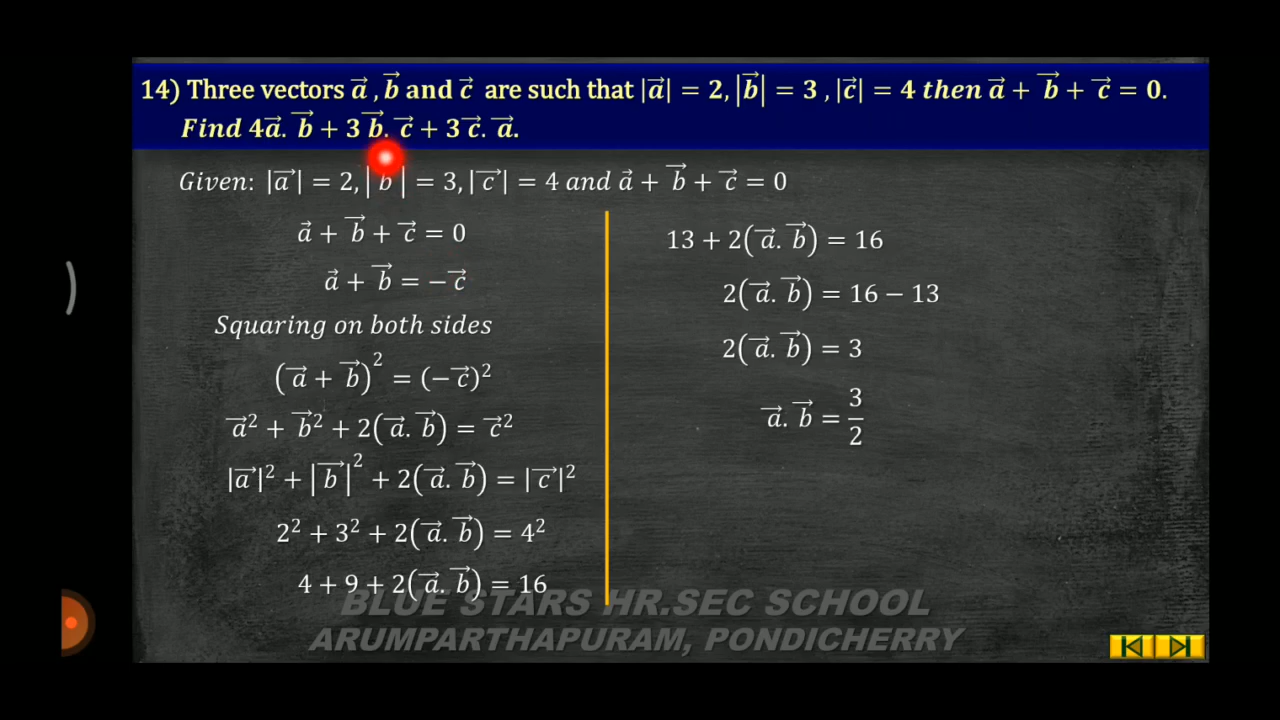 14) Three vectors a⃗ , b⃗ and c⃗ are such that |a⃗| = 2, |b⃗| = 3 , |c⃗| = 4 then a⃗ + b⃗ + c⃗ = 0.
Find 4a⃗. b⃗ + 3 b⃗. c⃗ + 3 c⃗. a⃗.
Given: |a⃗| = 2, |b⃗| = 3, |c⃗| = 4 and a⃗ + b⃗ + c⃗ = 0
a⃗ + b⃗ + c⃗ = 0
a⃗ + b⃗ = −c⃗
Squaring on both sides
(a⃗ + b⃗)² = (−c⃗)²
a⃗² + b⃗² + 2(a⃗. b⃗) = c⃗²
|a⃗|² + |b⃗|² + 2(a⃗. b⃗) = |c⃗|²
2² + 3² + 2(a⃗. b⃗) = 4²
4 + 9 + 2(a⃗. b⃗) = 16
13 + 2(a⃗. b⃗) = 16
2(a⃗. b⃗) = 16 − 13
2(a⃗. b⃗) = 3
a⃗. b⃗ = 3/2
BLUE STARS HR.SEC SCHOOL
ARUMPARTHAPURAM, PONDICHERRY